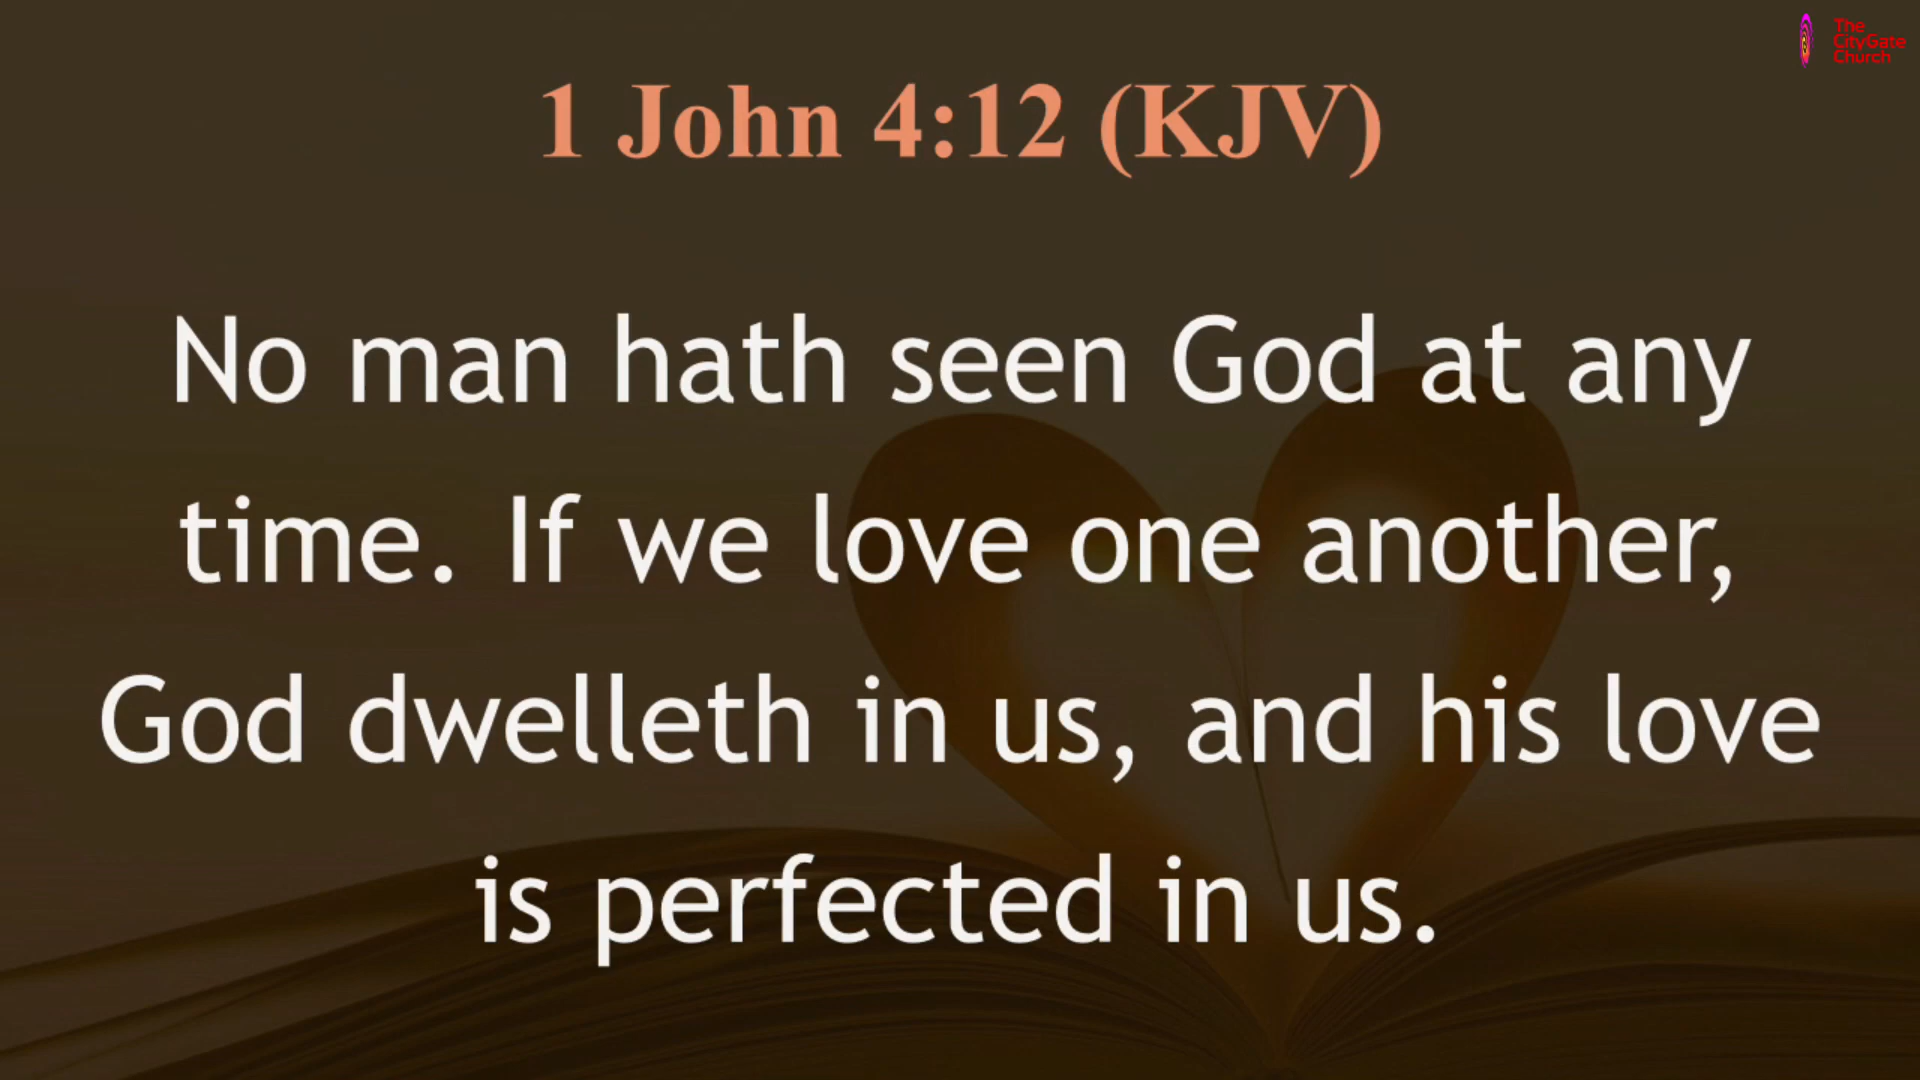 The
CityGate
Church
1 John 4:12 (KJV)
No man hath seen God at any
time. If we love one another,
God dwelleth in us, and his love
is perfected in us.